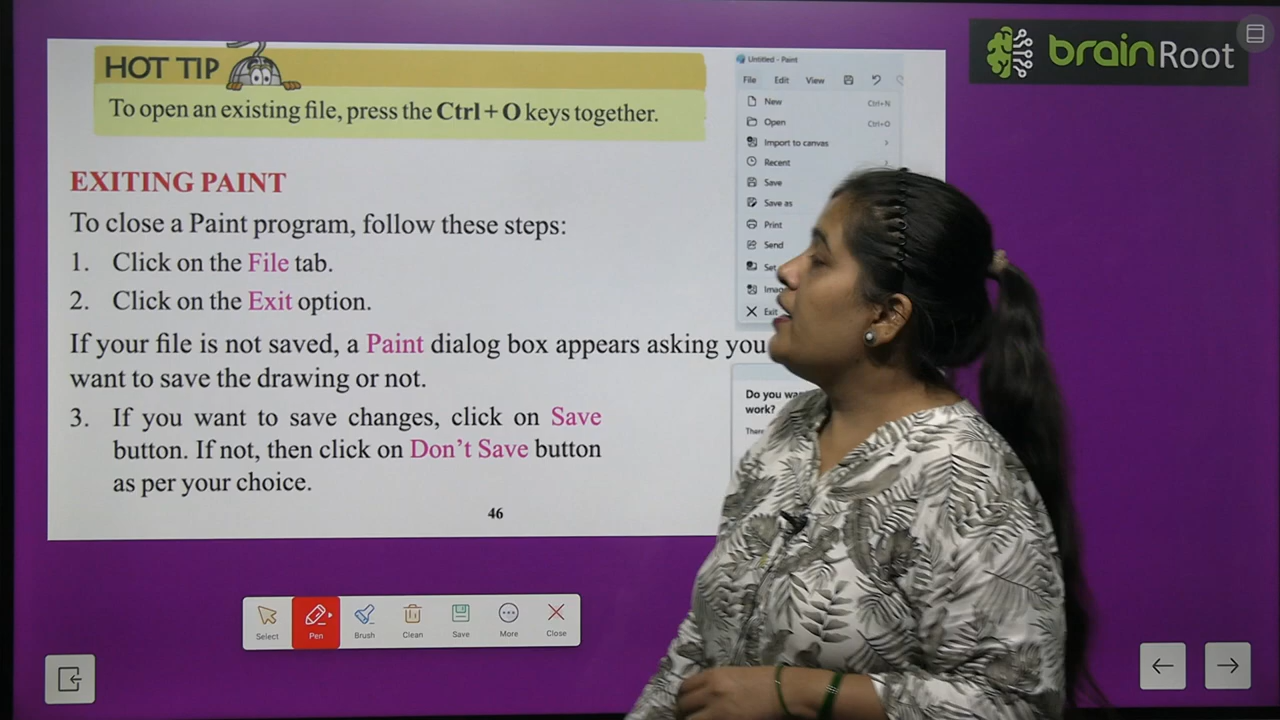 HOT TIP
To open an existing file, press the Ctrl + O keys together.
EXITING PAINT
To close a Paint program, follow these steps:
1. Click on the File tab.
2. Click on the Exit option.
If your file is not saved, a Paint dialog box appears asking you
want to save the drawing or not.
3. If you want to save changes, click on Save
button. If not, then click on Don't Save button
as per your choice.
46
Untitled - Paint
File Edit View
New Ctrl+N
Open Ctrl+O
Import to canvas
Recent
Save
Save as
Print
Send
Set
Exit
Do you
work?
brainRoot
Select Pen Brush Clean Save More Close